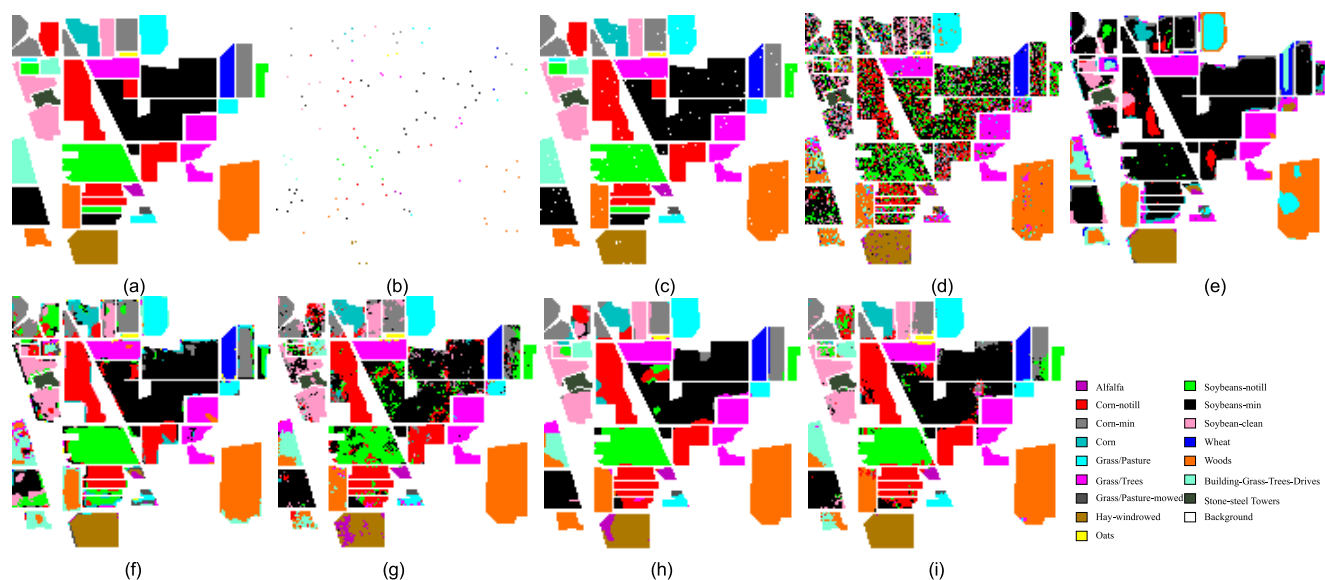 (a)
(b)
(c)
(d)
(e)
(f)
(g)
(h)
(i)
Alfalfa
Corn-notill
Corn-min
Corn
Grass/Pasture
Grass/Trees
Grass/Pasture-mowed
Hay-windrowed
Oats
Soybeans-notill
Soybeans-min
Soybean-clean
Wheat
Woods
Building-Grass-Trees-Drives
Stone-steel Towers
Background